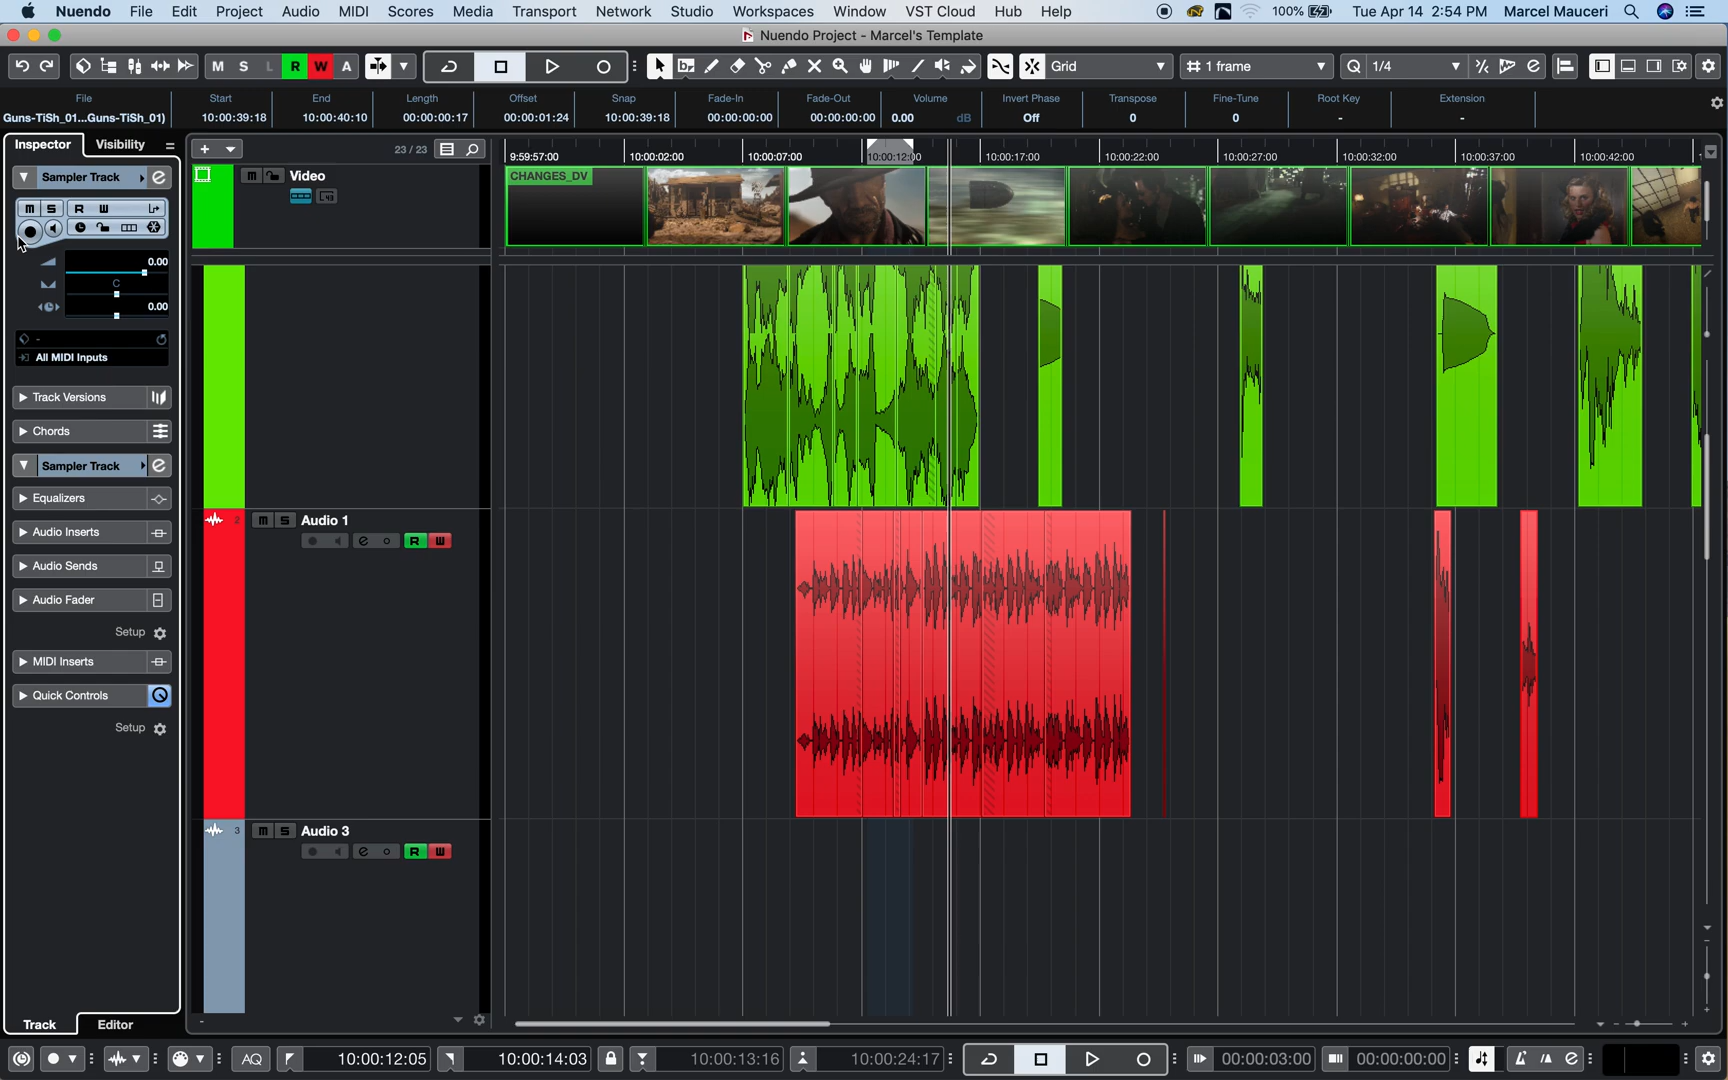 Nuendo File Edit Project Audio MIDI Scores Media Transport Network Studio Workspaces Window VST Cloud Hub Help 100% Tue Apr 14 2:54 PM Marcel Mauceri
Nuendo Project - Marcel's Template
M S L R W A Grid 1 frame Q 1/4
File Start End Length Offset Snap Fade-In Fade-Out Volume Invert Phase Transpose Fine-Tune Root Key Extension
Guns-TiSh_01...Guns-TiSh_01) 10:00:39:18 10:00:40:10 00:00:00:17 00:00:01:24 10:00:39:18 00:00:00:00 00:00:00:00 0.00 dB Off 0 0 - -
Inspector Visibility
23 / 23
9:59:57:00 10:00:02:00 10:00:07:00 10:00:12:00 10:00:17:00 10:00:22:00 10:00:27:00 10:00:32:00 10:00:37:00 10:00:42:00
Sampler Track e
M Video
CHANGES_DV
M S R W
0.00
C
0.00
-
All MIDI Inputs
Track Versions
Chords
Sampler Track e
Equalizers
Audio Inserts
Audio Sends
Audio Fader
Setup
MIDI Inserts
Quick Controls
Setup
2 M S Audio 1
e R W
3 M S Audio 3
e R W
Track Editor
-
AQ 10:00:12:05 10:00:14:03 10:00:13:16 10:00:24:17 00:00:03:00 00:00:00:00